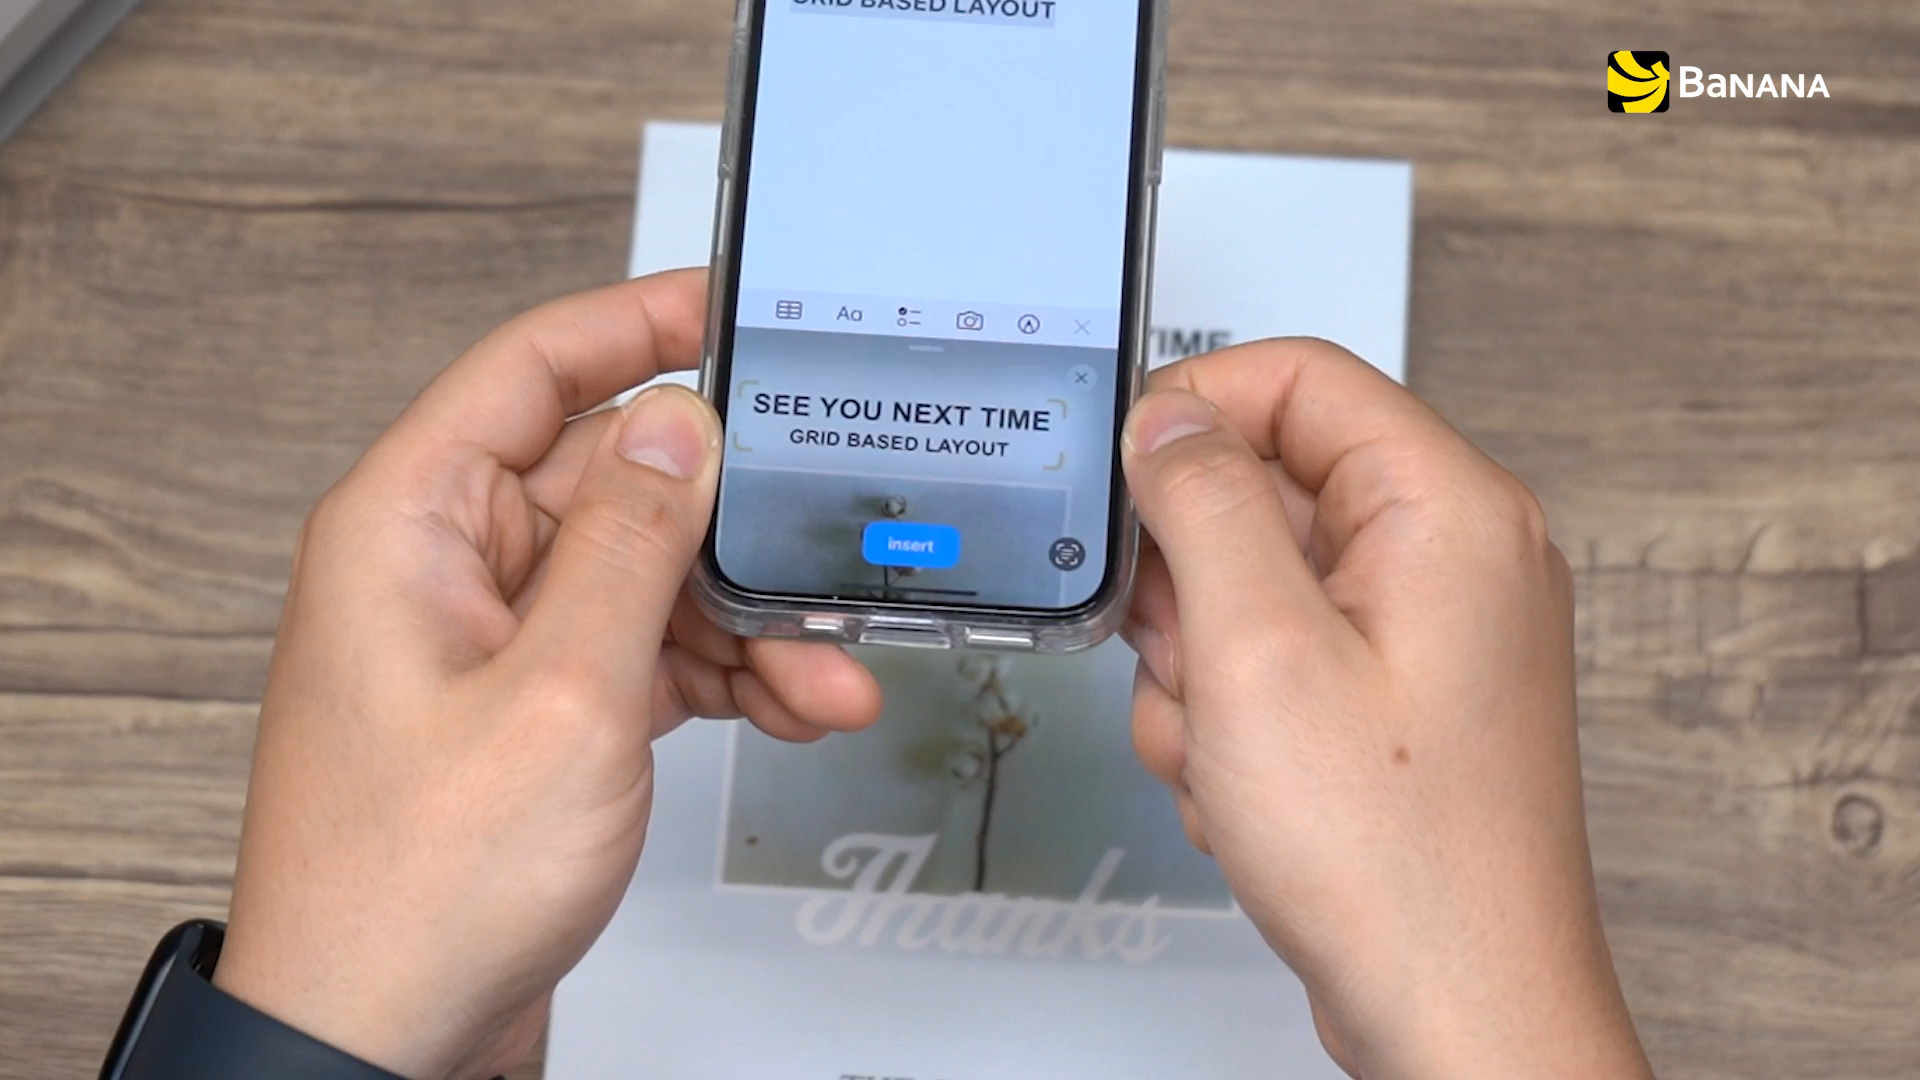 GRID BASED LAYOUT
BANANA
TIME
Aa
SEE YOU NEXT TIME
GRID BASED LAYOUT
insert
Thanks